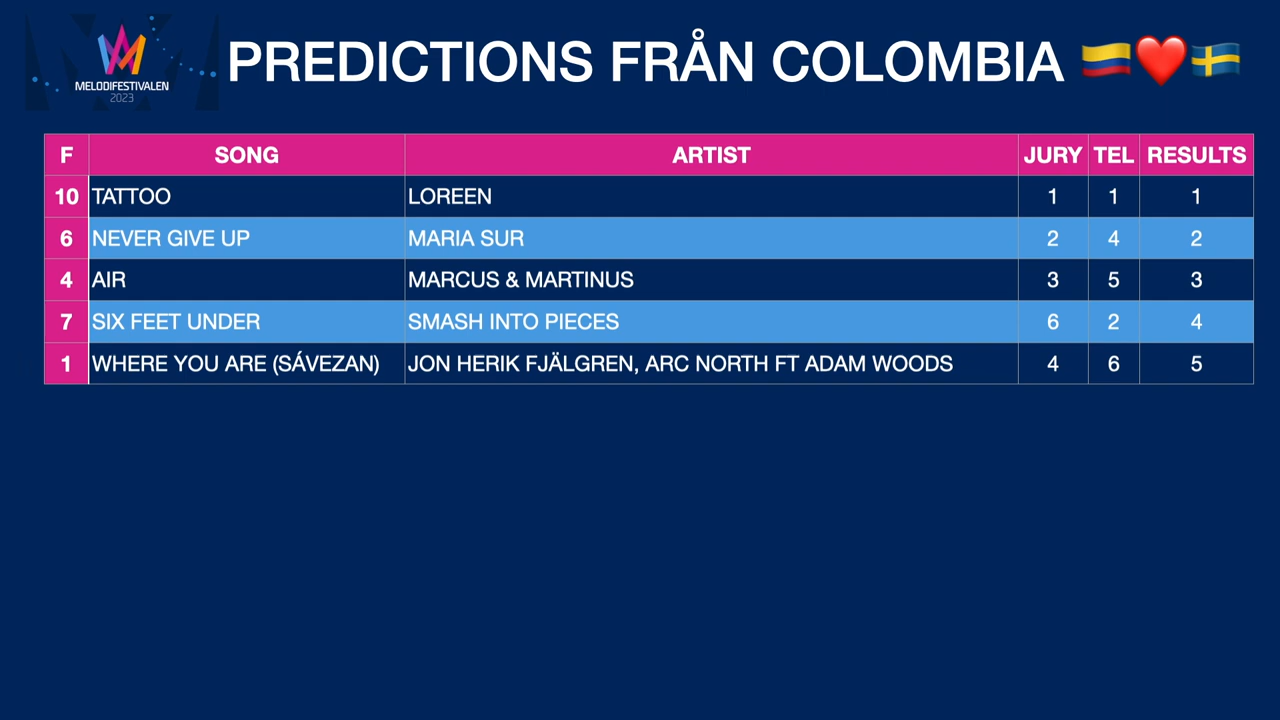 MELODIFESTIVALEN
2023
PREDICTIONS FRÅN COLOMBIA 🇨🇴❤️🇸🇪
F SONG ARTIST JURY TEL RESULTS
10 TATTOO LOREEN 1 1 1
6 NEVER GIVE UP MARIA SUR 2 4 2
4 AIR MARCUS & MARTINUS 3 5 3
7 SIX FEET UNDER SMASH INTO PIECES 6 2 4
1 WHERE YOU ARE (SÁVEZAN) JON HERIK FJÄLGREN, ARC NORTH FT ADAM WOODS 4 6 5